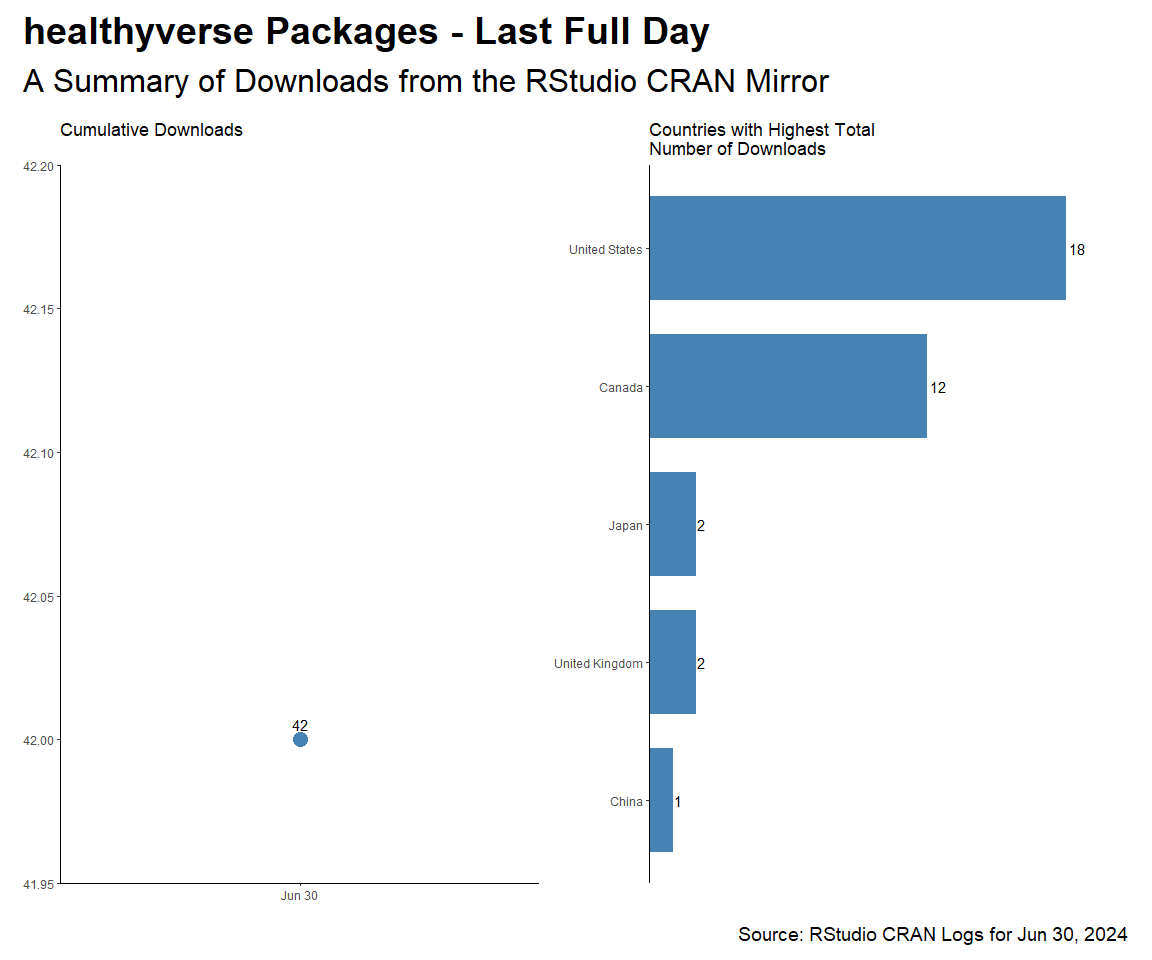 healthyverse Packages - Last Full Day
A Summary of Downloads from the RStudio CRAN Mirror
Cumulative Downloads
42.20
42.15
42.10
42.05
42.00
41.95
42
Jun 30
Countries with Highest Total
Number of Downloads
United States
18
Canada
12
Japan
2
United Kingdom
2
China
1
Source: RStudio CRAN Logs for Jun 30, 2024